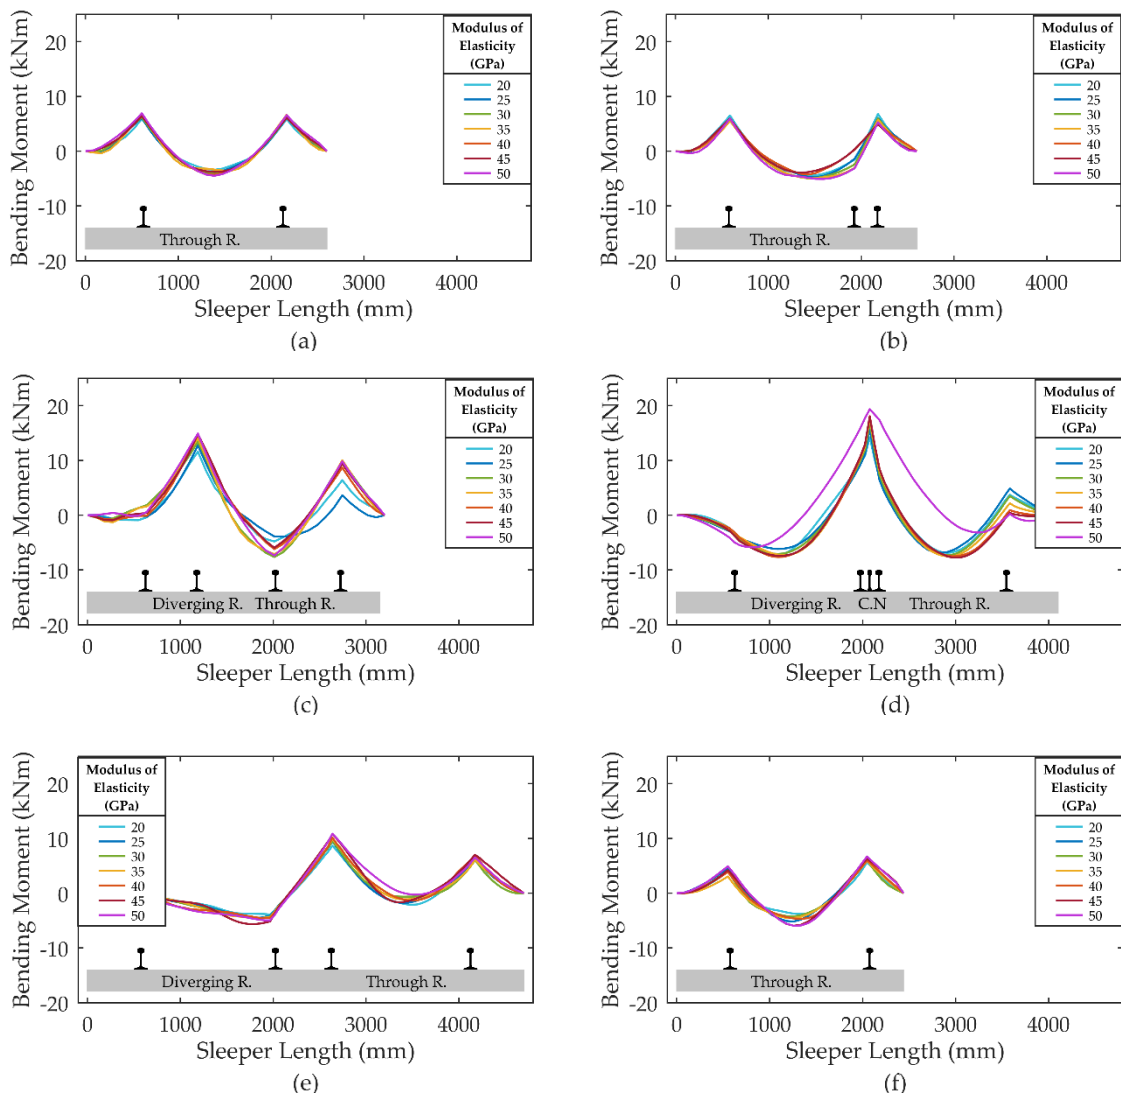 Bending Moment (kNm)
20
10
0
-10
-20
Modulus of
Elasticity
(GPa)
20
25
30
35
40
45
50
Through R.
0 1000 2000 3000 4000
Sleeper Length (mm)
(a)
Bending Moment (kNm)
20
10
0
-10
-20
Modulus of
Elasticity
(GPa)
20
25
30
35
40
45
50
Through R.
0 1000 2000 3000 4000
Sleeper Length (mm)
(b)
Bending Moment (kNm)
20
10
0
-10
-20
Modulus of
Elasticity
(GPa)
20
25
30
35
40
45
50
Diverging R. Through R.
0 1000 2000 3000 4000
Sleeper Length (mm)
(c)
Bending Moment (kNm)
20
10
0
-10
-20
Modulus of
Elasticity
(GPa)
20
25
30
35
40
45
50
Diverging R. C.N Through R.
0 1000 2000 3000 4000
Sleeper Length (mm)
(d)
Bending Moment (kNm)
20
10
0
-10
-20
Modulus of
Elasticity
(GPa)
20
25
30
35
40
45
50
Diverging R. Through R.
0 1000 2000 3000 4000
Sleeper Length (mm)
(e)
Bending Moment (kNm)
20
10
0
-10
-20
Modulus of
Elasticity
(GPa)
20
25
30
35
40
45
50
Through R.
0 1000 2000 3000 4000
Sleeper Length (mm)
(f)